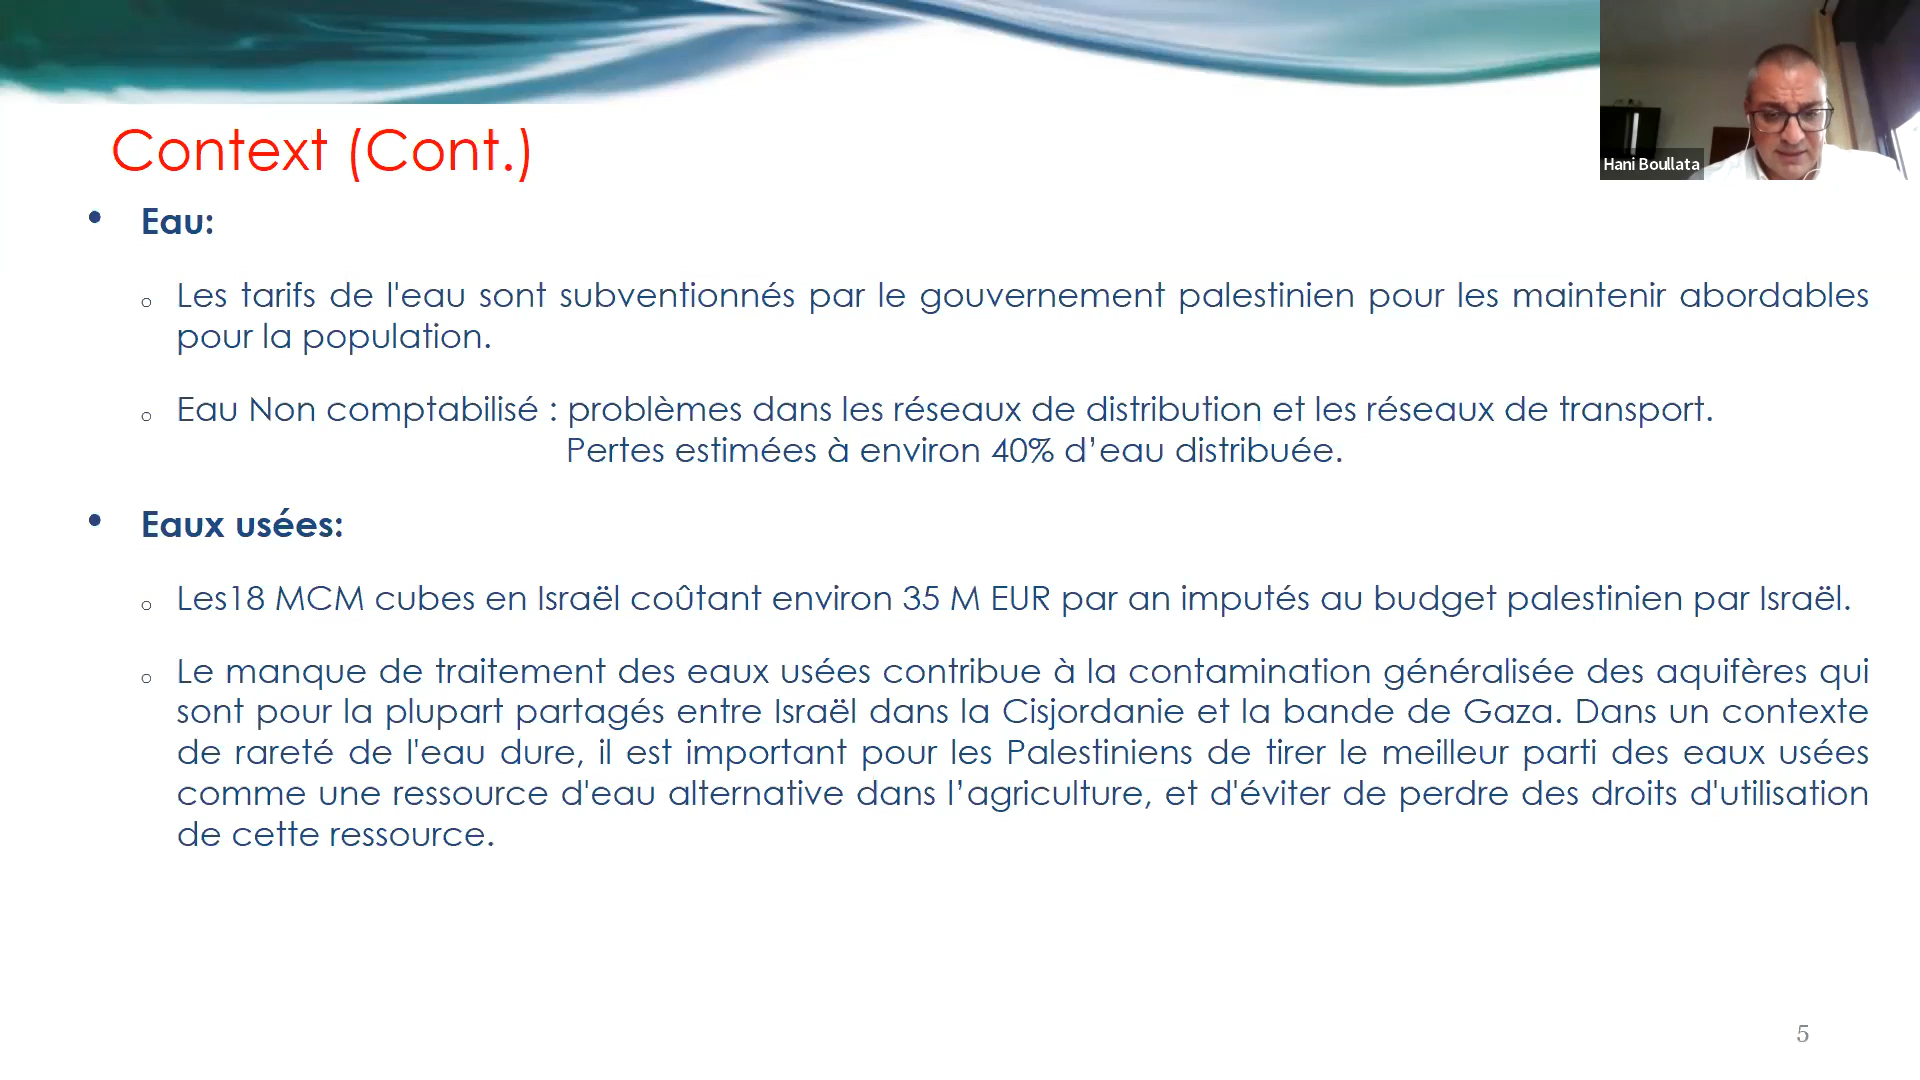 Hani Boullata
Context (Cont.)
• Eau:
o Les tarifs de l'eau sont subventionnés par le gouvernement palestinien pour les maintenir abordables
pour la population.
o Eau Non comptabilisé : problèmes dans les réseaux de distribution et les réseaux de transport.
Pertes estimées à environ 40% d’eau distribuée.
• Eaux usées:
o Les18 MCM cubes en Israël coûtant environ 35 M EUR par an imputés au budget palestinien par Israël.
o Le manque de traitement des eaux usées contribue à la contamination généralisée des aquifères qui
sont pour la plupart partagés entre Israël dans la Cisjordanie et la bande de Gaza. Dans un contexte
de rareté de l'eau dure, il est important pour les Palestiniens de tirer le meilleur parti des eaux usées
comme une ressource d'eau alternative dans l’agriculture, et d'éviter de perdre des droits d'utilisation
de cette ressource.
5